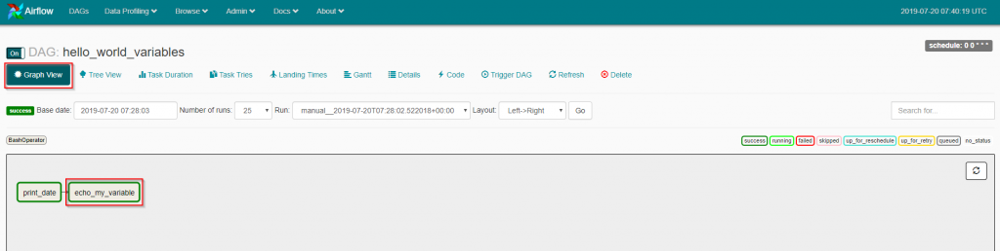 Airflow DAGs Data Profiling Browse Admin Docs About 2019-07-20 07:40:19 UTC
On DAG: hello_world_variables schedule: 0 0 * * *
Graph View Tree View Task Duration Task Tries Landing Times Gantt Details Code Trigger DAG Refresh Delete
success Base date: 2019-07-20 07:28:03 Number of runs: 25 Run: manual__2019-07-20T07:28:02.522018+00:00 Layout: Left->Right Go Search for...
BashOperator success running failed skipped up_for_reschedule up_for_retry queued no_status
print_date echo_my_variable